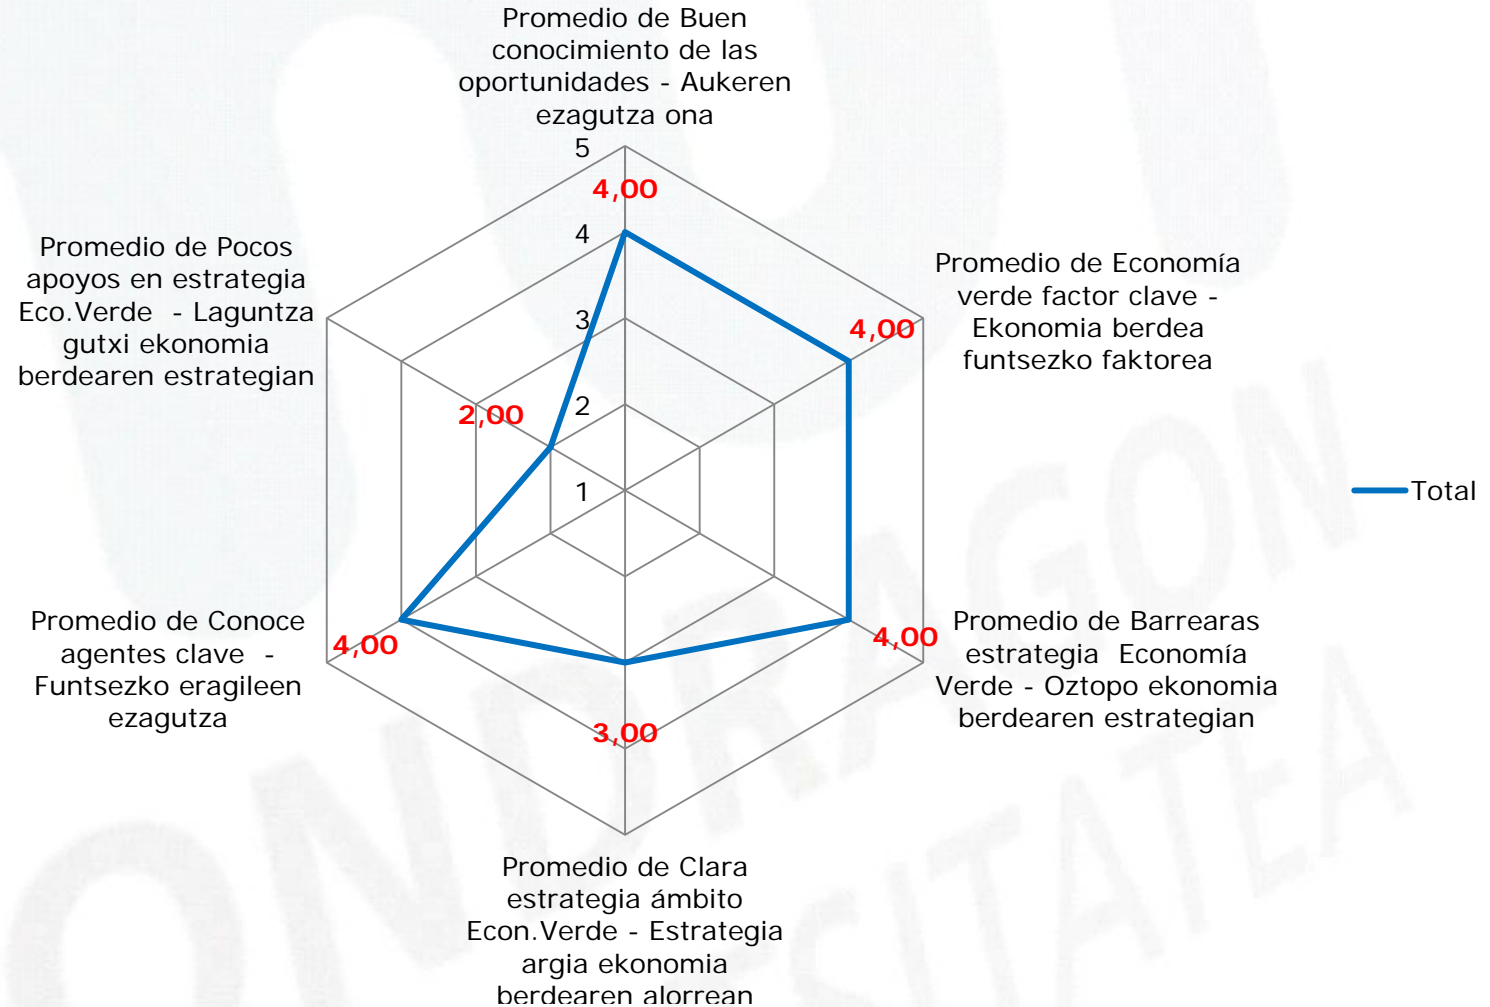 Promedio de Buen
conocimiento de las
oportunidades - Aukeren
ezagutza ona
5
4,00
4
3
2
1
Promedio de Economía
verde factor clave -
Ekonomia berdea
funtsezko faktorea
4,00
Promedio de Barrearas
estrategia  Economía
Verde - Oztopo ekonomia
berdearen estrategian
4,00
3,00
Promedio de Clara
estrategia ámbito
Econ.Verde - Estrategia
argia ekonomia
berdearen alorrean
Promedio de Conoce
agentes clave  -
Funtsezko eragileen
ezagutza
4,00
Promedio de Pocos
apoyos en estrategia
Eco.Verde  - Laguntza
gutxi ekonomia
berdearen estrategian
2,00
Total
ONDRAGON
ESITATEA